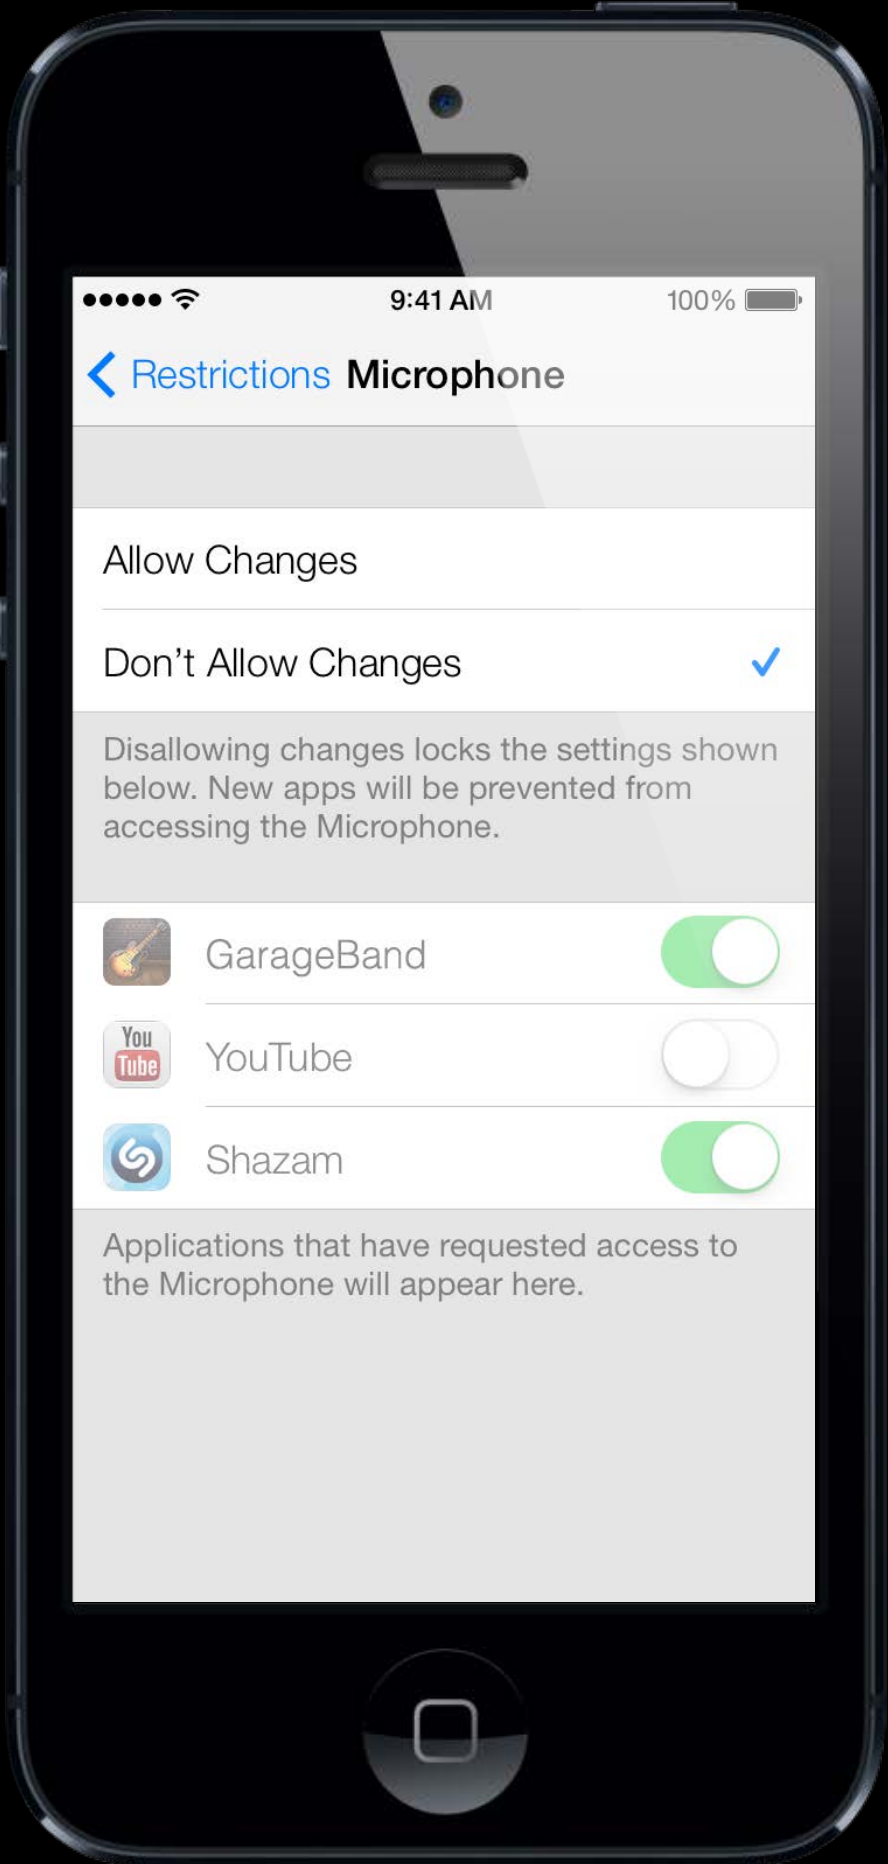 9:41 AM 100%
Restrictions Microphone
Allow Changes
Don't Allow Changes
Disallowing changes locks the settings shown
below. New apps will be prevented from
accessing the Microphone.
GarageBand
You
Tube
YouTube
Shazam
Applications that have requested access to
the Microphone will appear here.